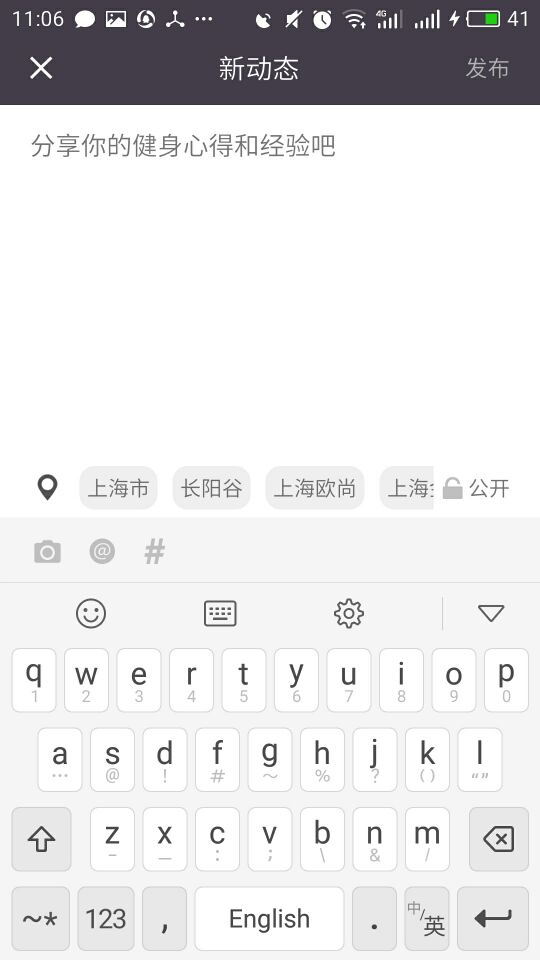 11:06 4G 41
新动态 发布
分享你的健身心得和经验吧
上海市 长阳谷 上海欧尚 上海 公开
@ #
q w e r t y u i o p
1 2 3 4 5 6 7 8 9 0
a s d f g h j k l
… @ ! # ～ % ? () “”
z x c v b n m
- — : ; \ & /
~* 123 , English . 中/英